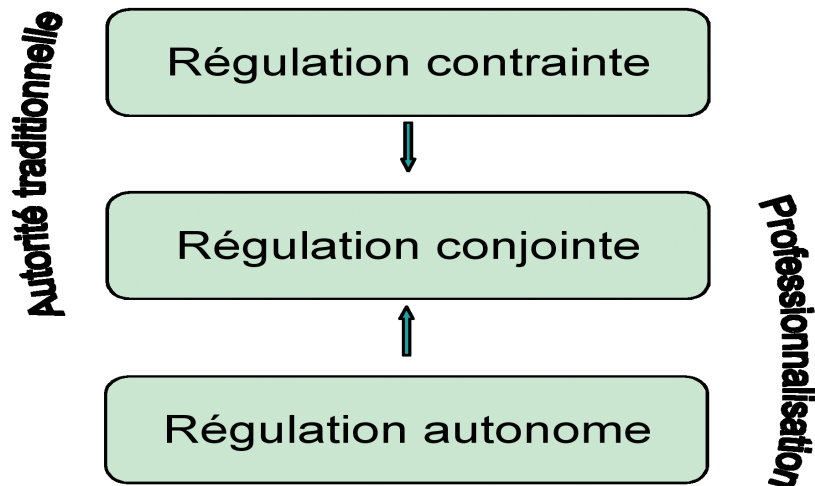 Autorité traditionnelle
Régulation contrainte
Régulation conjointe
Régulation autonome
Professionnalisation